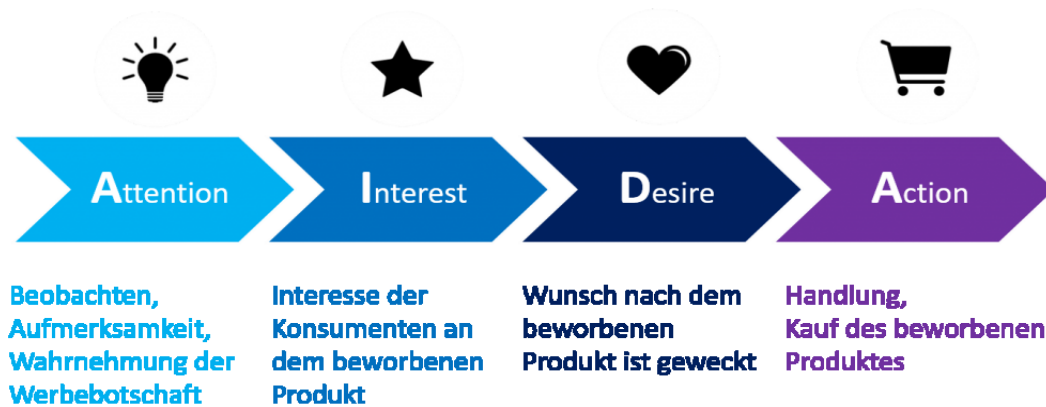 Attention
Interest
Desire
Action
Beobachten,
Aufmerksamkeit,
Wahrnehmung der
Werbebotschaft
Interesse der
Konsumenten an
dem beworbenen
Produkt
Wunsch nach dem
beworbenen
Produkt ist geweckt
Handlung,
Kauf des beworbenen
Produktes